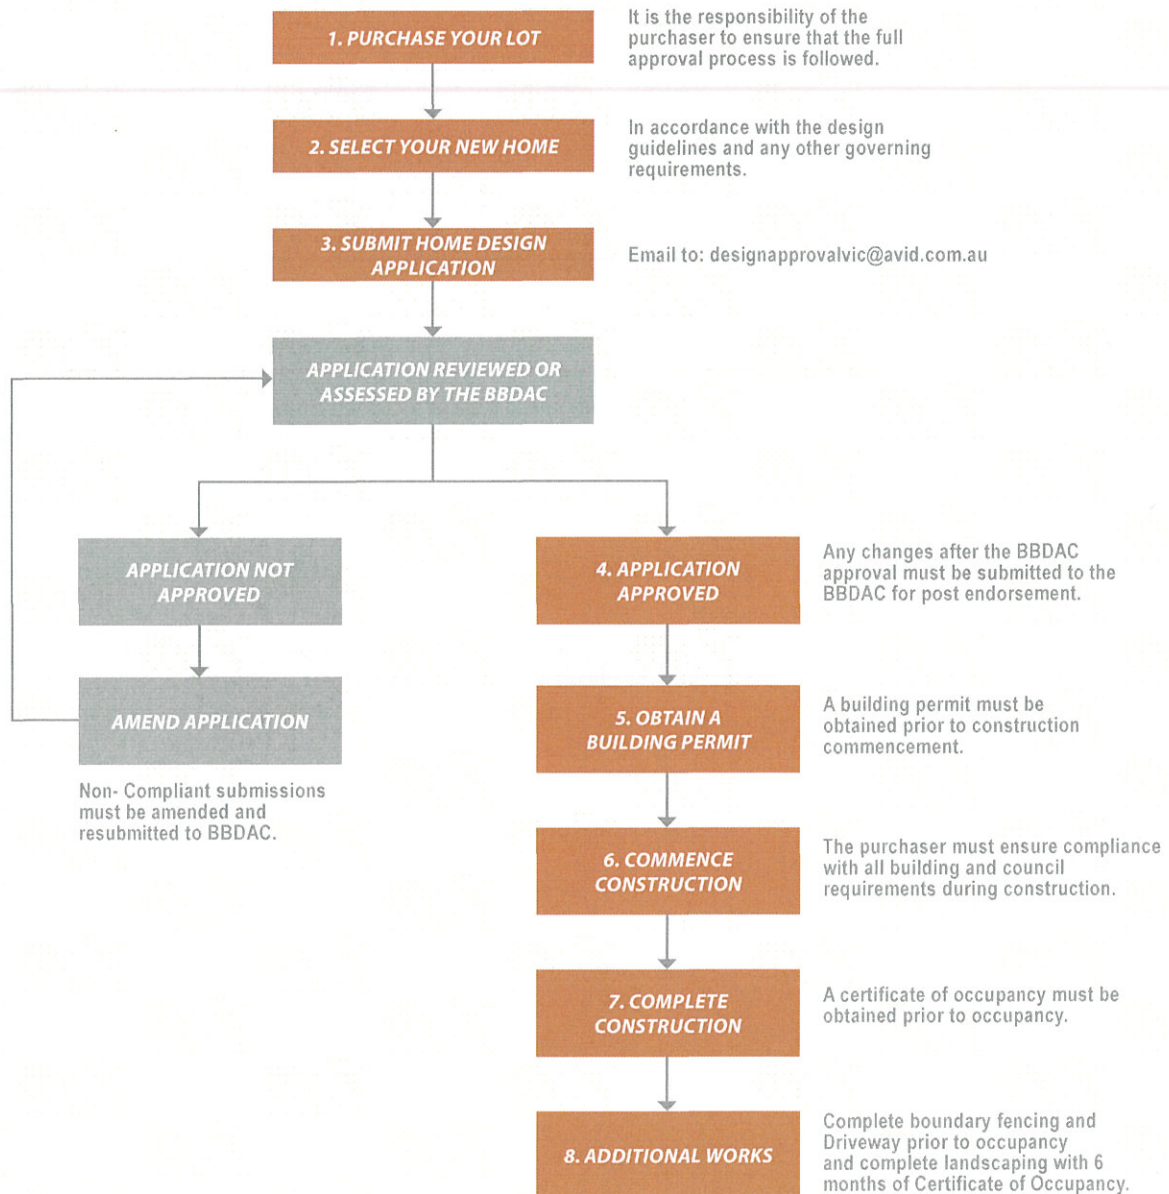 1. PURCHASE YOUR LOT
It is the responsibility of the
purchaser to ensure that the full
approval process is followed.
2. SELECT YOUR NEW HOME
In accordance with the design
guidelines and any other governing
requirements.
3. SUBMIT HOME DESIGN
APPLICATION
Email to: designapprovalvic@avid.com.au
APPLICATION REVIEWED OR
ASSESSED BY THE BBDAC
APPLICATION NOT
APPROVED
AMEND APPLICATION
Non- Compliant submissions
must be amended and
resubmitted to BBDAC.
4. APPLICATION
APPROVED
Any changes after the BBDAC
approval must be submitted to the
BBDAC for post endorsement.
5. OBTAIN A
BUILDING PERMIT
A building permit must be
obtained prior to construction
commencement.
6. COMMENCE
CONSTRUCTION
The purchaser must ensure compliance
with all building and council
requirements during construction.
7. COMPLETE
CONSTRUCTION
A certificate of occupancy must be
obtained prior to occupancy.
8. ADDITIONAL WORKS
Complete boundary fencing and
Driveway prior to occupancy
and complete landscaping with 6
months of Certificate of Occupancy.